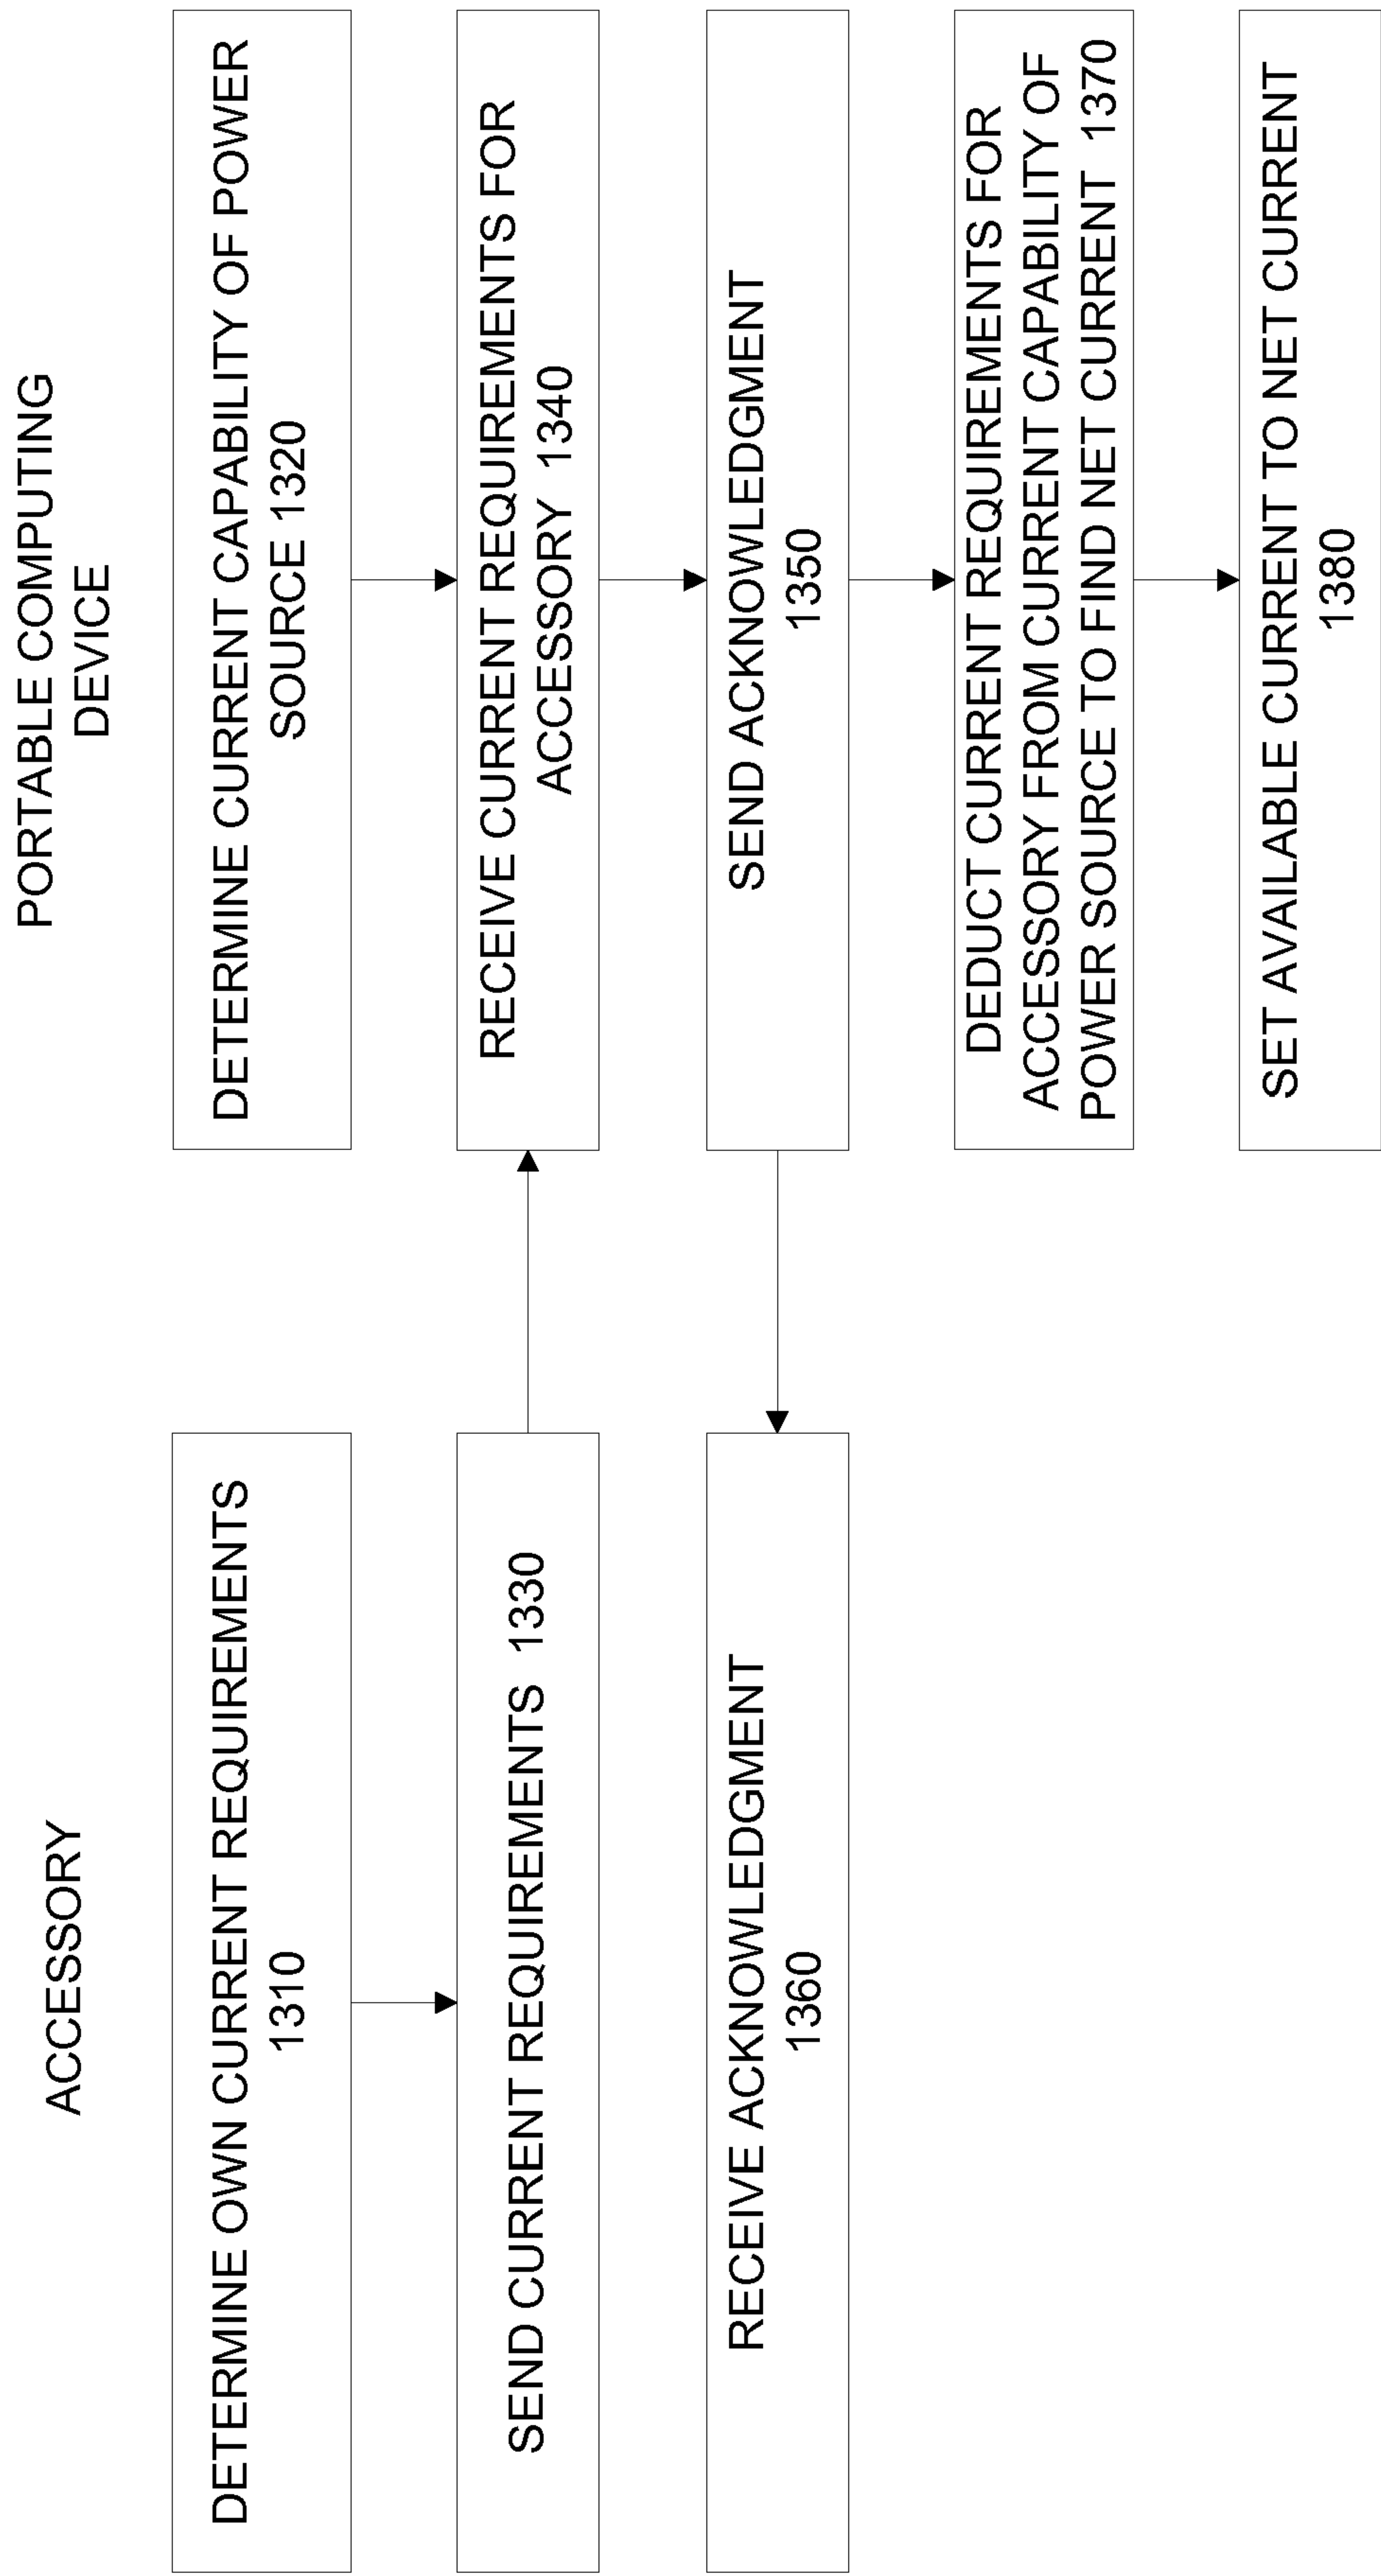 ACCESSORY
PORTABLE COMPUTING
DEVICE
DETERMINE OWN CURRENT REQUIREMENTS
1310
DETERMINE CURRENT CAPABILITY OF POWER
SOURCE 1320
SEND CURRENT REQUIREMENTS 1330
RECEIVE CURRENT REQUIREMENTS FOR
ACCESSORY 1340
RECEIVE ACKNOWLEDGMENT
1360
SEND ACKNOWLEDGMENT
1350
DEDUCT CURRENT REQUIREMENTS FOR
ACCESSORY FROM CURRENT CAPABILITY OF
POWER SOURCE TO FIND NET CURRENT 1370
SET AVAILABLE CURRENT TO NET CURRENT
1380